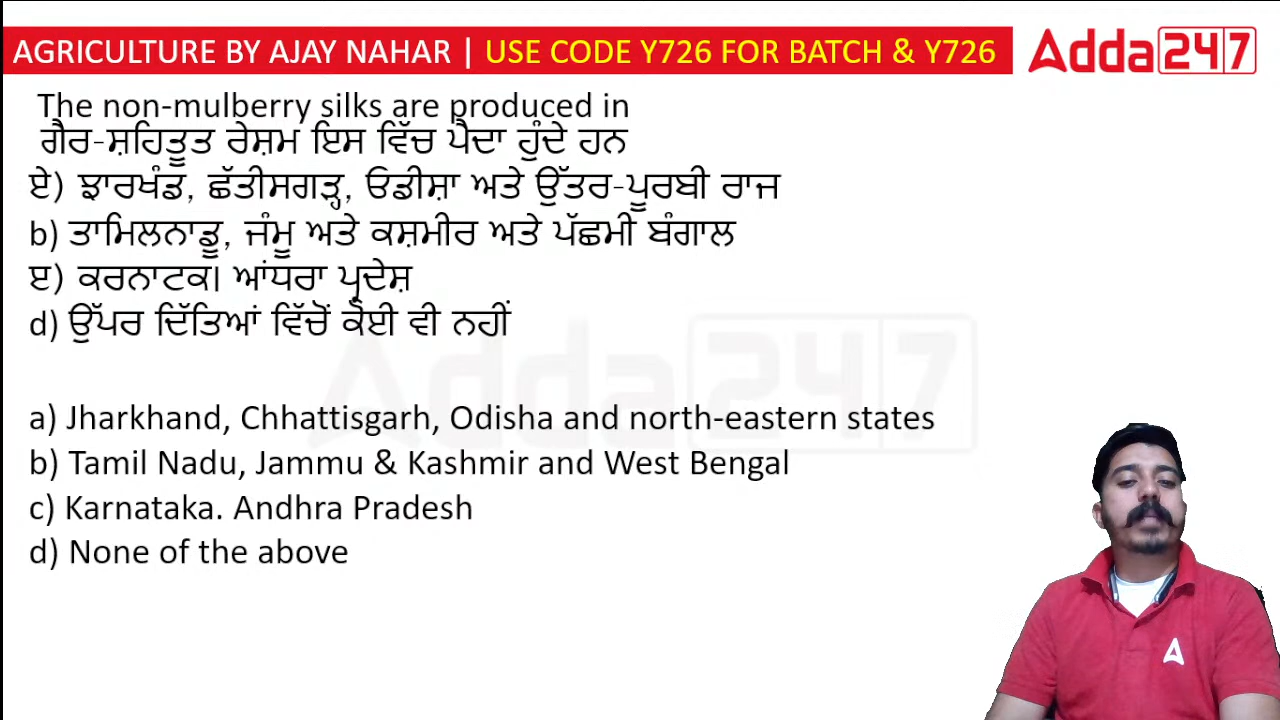 AGRICULTURE BY AJAY NAHAR | USE CODE Y726 FOR BATCH & Y726
Adda247
The non-mulberry silks are produced in
ਗੈਰ-ਸ਼ਹਿਤੂਤ ਰੇਸ਼ਮ ਇਸ ਵਿੱਚ ਪੈਦਾ ਹੁੰਦੇ ਹਨ
ਏ) ਝਾਰਖੰਡ, ਛੱਤੀਸਗੜ੍ਹ, ਓਡੀਸ਼ਾ ਅਤੇ ਉੱਤਰ-ਪੂਰਬੀ ਰਾਜ
b) ਤਾਮਿਲਨਾਡੂ, ਜੰਮੂ ਅਤੇ ਕਸ਼ਮੀਰ ਅਤੇ ਪੱਛਮੀ ਬੰਗਾਲ
ੲ) ਕਰਨਾਟਕ। ਆਂਧਰਾ ਪ੍ਰਦੇਸ਼
d) ਉੱਪਰ ਦਿੱਤਿਆਂ ਵਿੱਚੋਂ ਕੋਈ ਵੀ ਨਹੀਂ
Adda247
a) Jharkhand, Chhattisgarh, Odisha and north-eastern states
b) Tamil Nadu, Jammu & Kashmir and West Bengal
c) Karnataka. Andhra Pradesh
d) None of the above